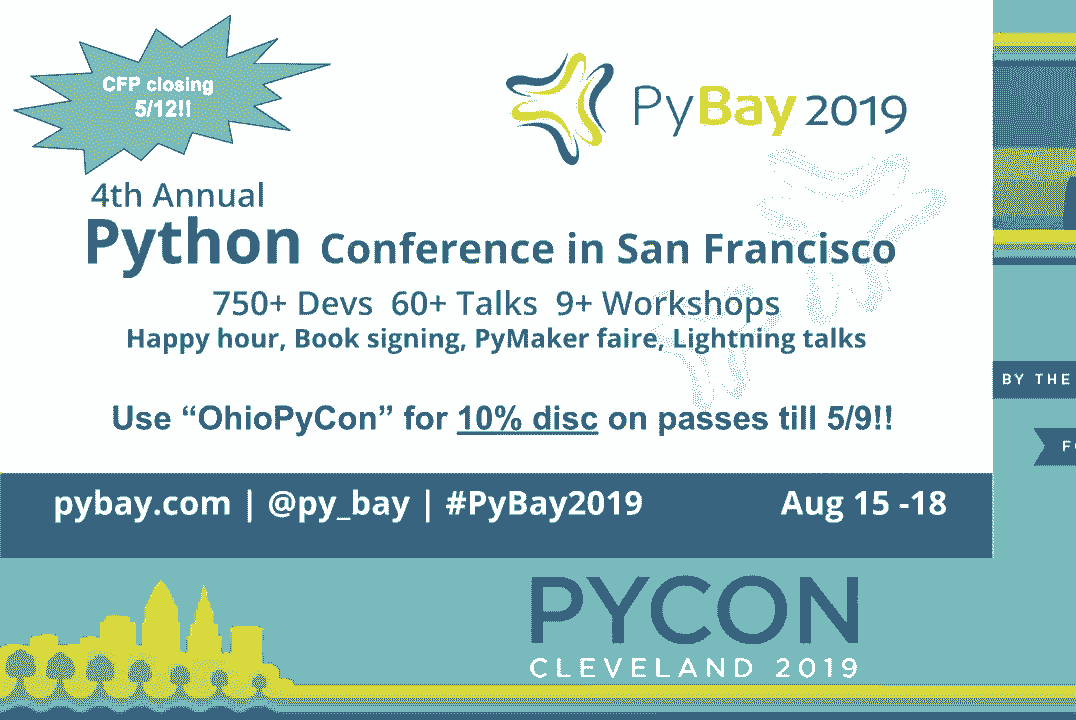 CFP closing
5/12!!
PyBay 2019
4th Annual
Python Conference in San Francisco
750+ Devs 60+ Talks 9+ Workshops
Happy hour, Book signing, PyMaker faire, Lightning talks
Use “OhioPyCon” for 10% disc on passes till 5/9!!
pybay.com | @py_bay | #PyBay2019 Aug 15 -18
BY THE
PYCON
CLEVELAND 2019